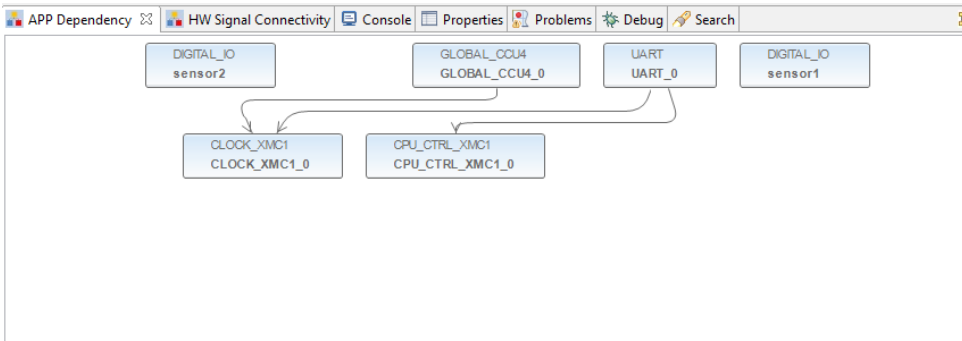 APP Dependency HW Signal Connectivity Console Properties Problems Debug Search
DIGITAL_IO
sensor2
GLOBAL_CCU4
GLOBAL_CCU4_0
UART
UART_0
DIGITAL_IO
sensor1
CLOCK_XMC1
CLOCK_XMC1_0
CPU_CTRL_XMC1
CPU_CTRL_XMC1_0